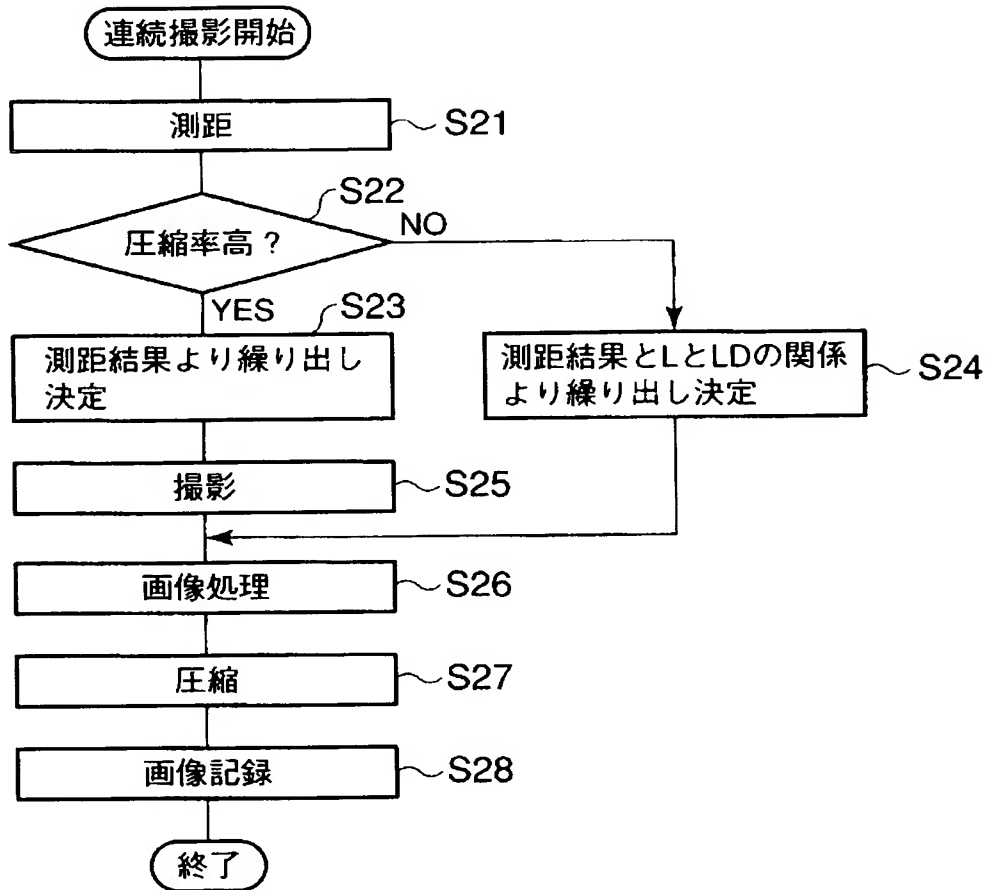 連続撮影開始
測距
S21
S22
圧縮率高?
NO
YES
S23
測距結果より繰り出し
決定
測距結果とLとLDの関係
より繰り出し決定
S24
撮影
S25
画像処理
S26
圧縮
S27
画像記録
S28
終了